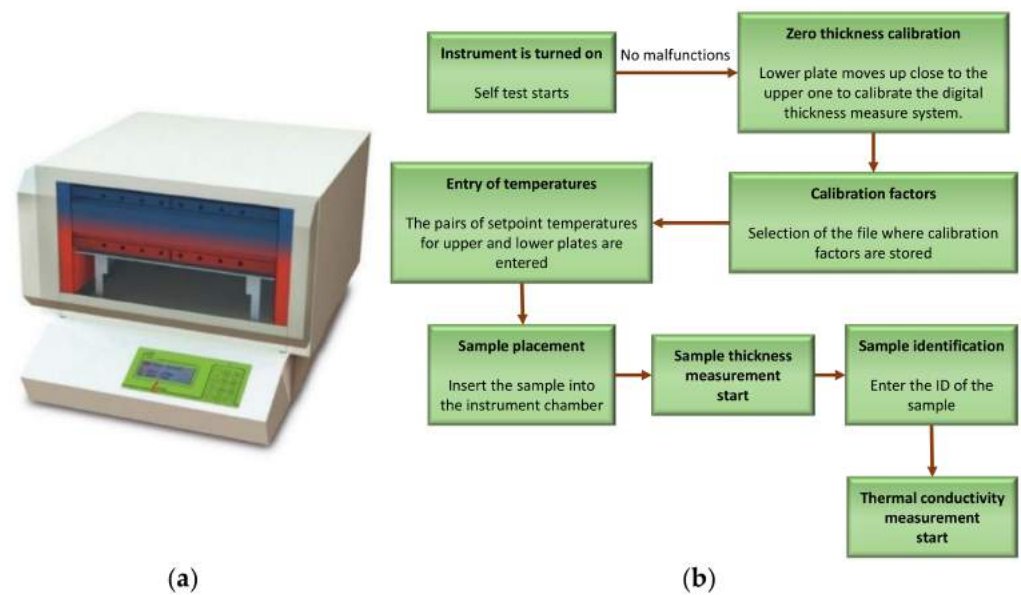 Instrument is turned on
Self test starts
No malfunctions
Zero thickness calibration
Lower plate moves up close to the
upper one to calibrate the digital
thickness measure system.
Entry of temperatures
The pairs of setpoint temperatures
for upper and lower plates are
entered
Calibration factors
Selection of the file where calibration
factors are stored
Sample placement
Insert the sample into
the instrument chamber
Sample thickness
measurement
start
Sample identification
Enter the ID of the
sample
Thermal conductivity
measurement
start
(a)
(b)